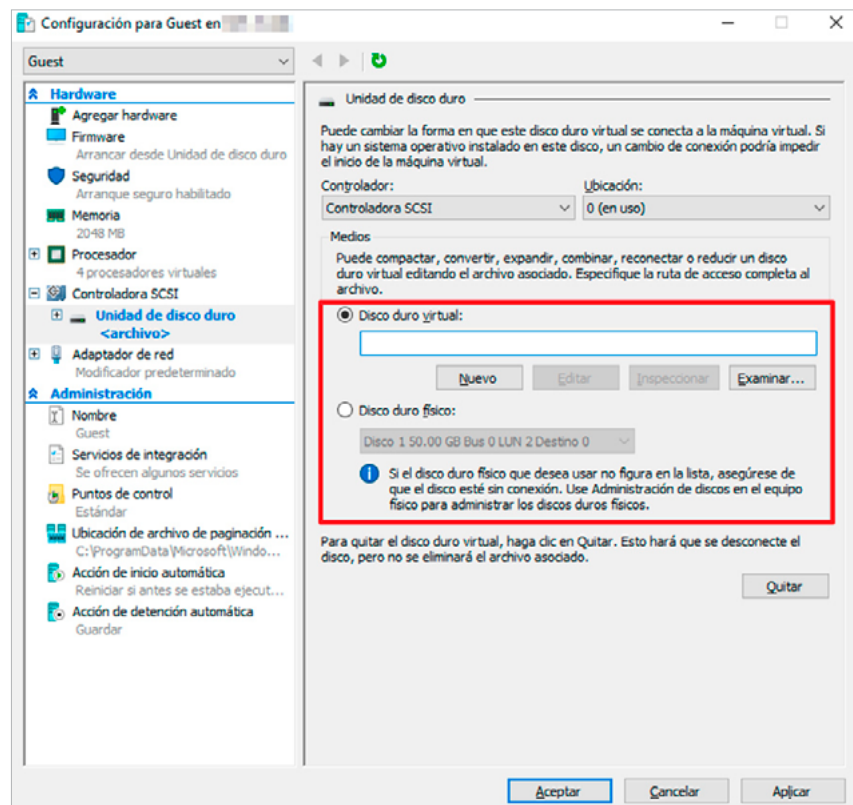 Configuración para Guest en
Guest
Hardware
Agregar hardware
Firmware
Arrancar desde Unidad de disco duro
Seguridad
Arranque seguro habilitado
Memoria
2048 MB
Procesador
4 procesadores virtuales
Controladora SCSI
Unidad de disco duro
<archivo>
Adaptador de red
Modificador predeterminado
Administración
Nombre
Guest
Servicios de integración
Se ofrecen algunos servicios
Puntos de control
Estándar
Ubicación de archivo de paginación ...
C:\ProgramData\Microsoft\Windo...
Acción de inicio automática
Reiniciar si antes se estaba ejecut...
Acción de detención automática
Guardar
Unidad de disco duro
Puede cambiar la forma en que este disco duro virtual se conecta a la máquina virtual. Si
hay un sistema operativo instalado en este disco, un cambio de conexión podría impedir
el inicio de la máquina virtual.
Controlador: Ubicación:
Controladora SCSI 0 (en uso)
Medios
Puede compactar, convertir, expandir, combinar, reconectar o reducir un disco
duro virtual editando el archivo asociado. Especifique la ruta de acceso completa al
archivo.
Disco duro virtual:
Nuevo Editar Inspeccionar Examinar...
Disco duro físico:
Disco 1 50.00 GB Bus 0 LUN 2 Destino 0
Si el disco duro físico que desea usar no figura en la lista, asegúrese de
que el disco esté sin conexión. Use Administración de discos en el equipo
físico para administrar los discos duros físicos.
Para quitar el disco duro virtual, haga clic en Quitar. Esto hará que se desconecte el
disco, pero no se eliminará el archivo asociado.
Quitar
Aceptar Cancelar Aplicar